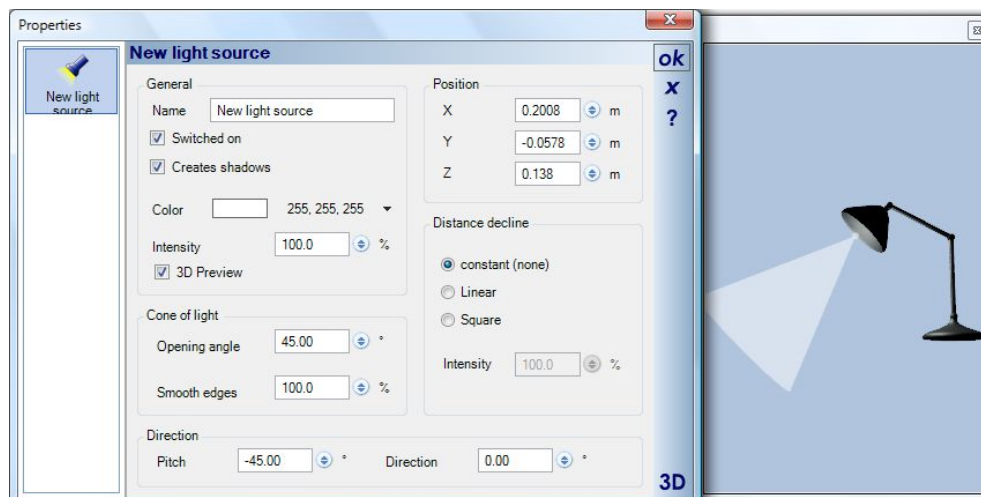 Properties
New light
source
New light source
ok
x
?
General
Name New light source
Switched on
Creates shadows
Color 255, 255, 255
Intensity 100.0 %
3D Preview
Position
X 0.2008 m
Y -0.0578 m
Z 0.138 m
Distance decline
constant (none)
Linear
Square
Intensity 100.0 %
Cone of light
Opening angle 45.00 °
Smooth edges 100.0 %
Direction
Pitch -45.00 ° Direction 0.00 °
3D